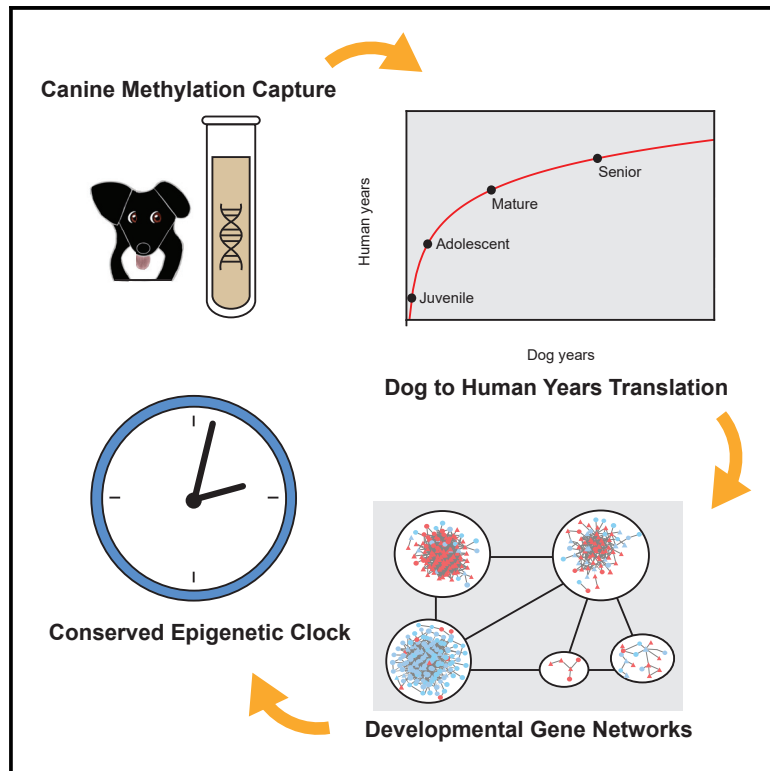 Canine Methylation Capture
Human years
Senior
Mature
Adolescent
Juvenile
Dog years
Dog to Human Years Translation
Conserved Epigenetic Clock
Developmental Gene Networks